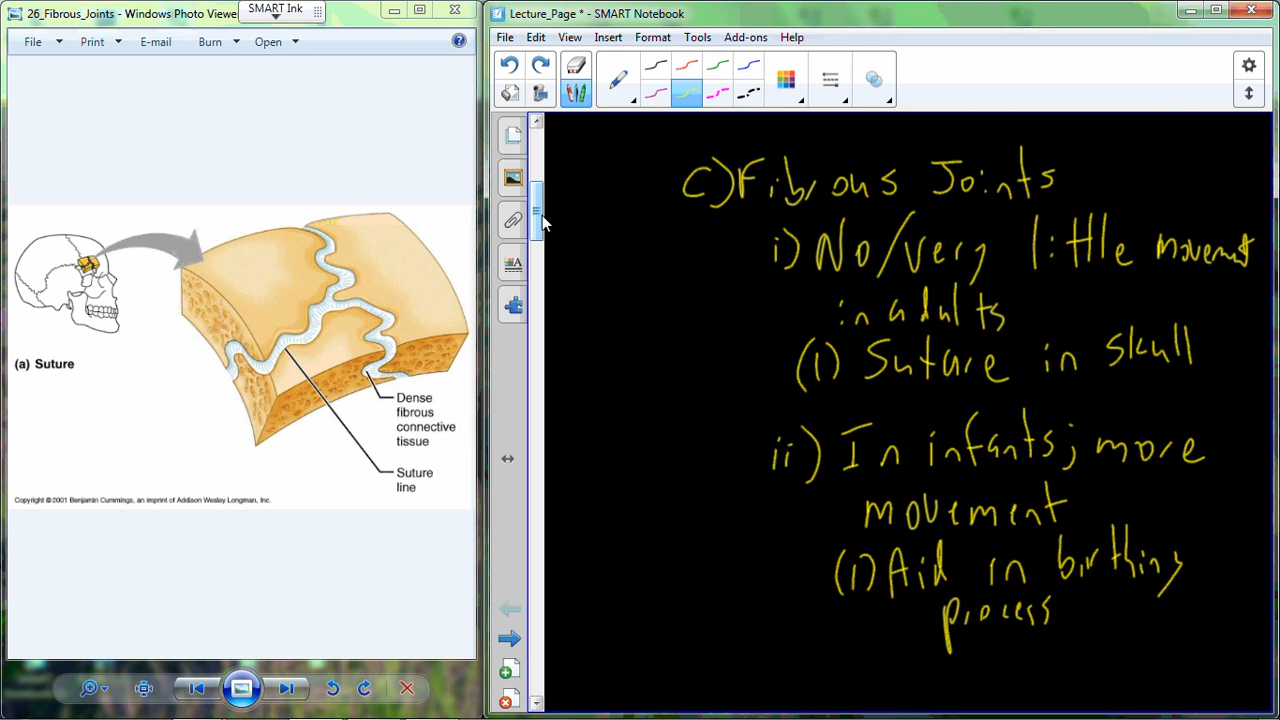 26_Fibrous_Joints - Windows Photo Viewer
SMART Ink
File Print E-mail Burn Open
(a) Suture
Dense
fibrous
connective
tissue
Suture
line
Copyright ©2001 Benjamin Cummings, an imprint of Addison Wesley Longman, Inc.
Lecture_Page * - SMART Notebook
File Edit View Insert Format Tools Add-ons Help
C) Fibrous Joints
i) No/very little movement
in adults
(1) Suture in skull
ii) In infants; more
movement
(1) Aid in birthing
process